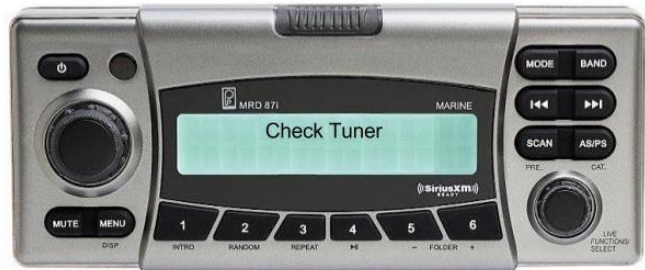 MODE BAND
MRD 87i MARINE
Check Tuner
SCAN AS/PS
PRE. CAT.
((SiriusXM))
READY
MUTE MENU
DISP
1 2 3 4 5 6
INTRO RANDOM REPEAT - FOLDER +
LIVE
FUNCTIONS/
SELECT